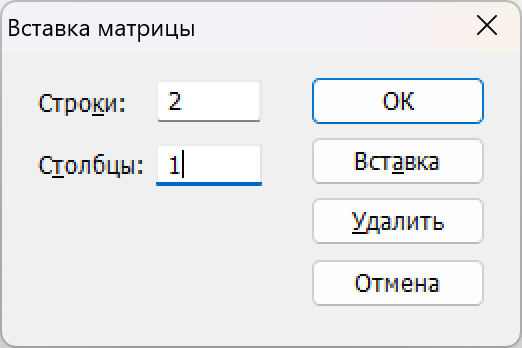 Вставка матрицы
Строки: 2
OK
Столбцы: 1
Вставка
Удалить
Отмена